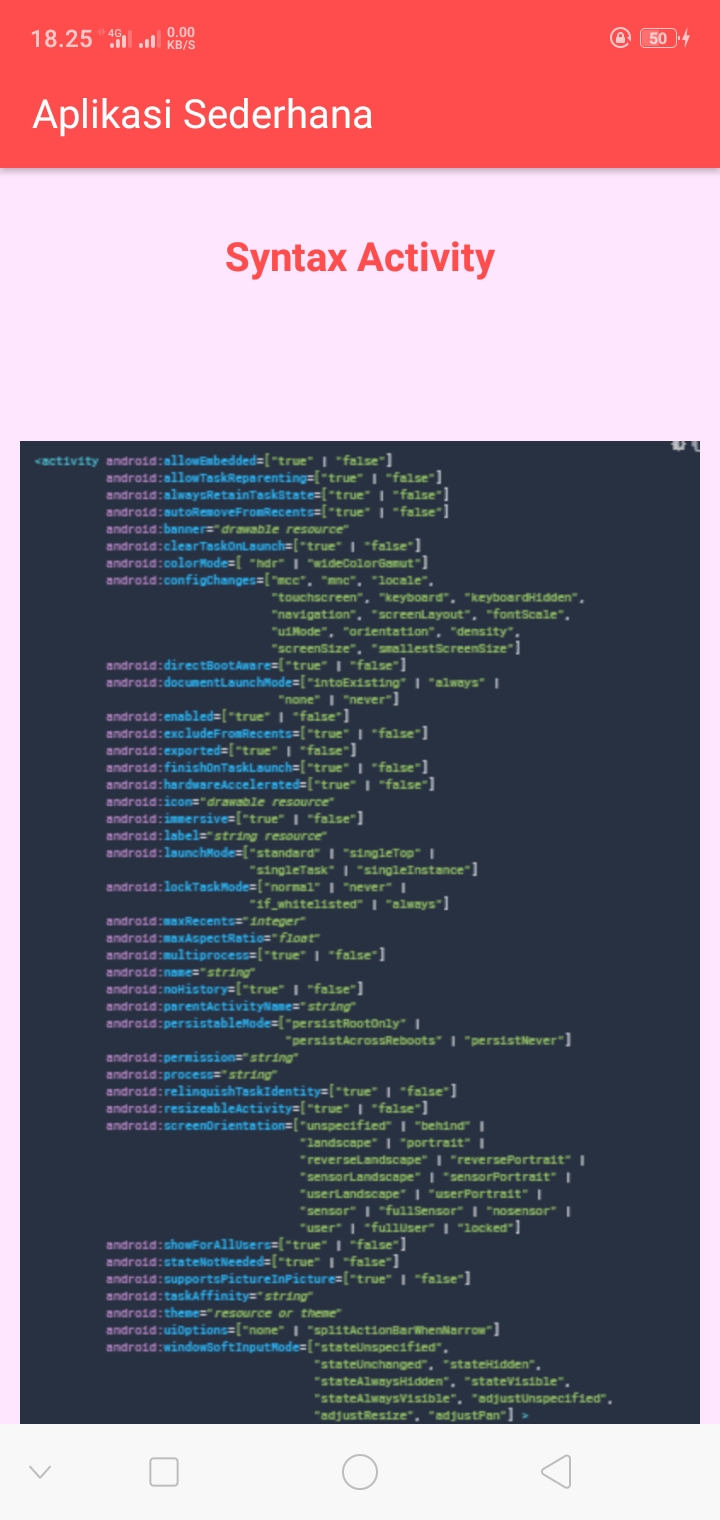 18.25 4G 0.00 KB/S 50
Aplikasi Sederhana
Syntax Activity
<activity android:allowEmbedded=["true" | "false"]
android:allowTaskReparenting=["true" | "false"]
android:alwaysRetainTaskState=["true" | "false"]
android:autoRemoveFromRecents=["true" | "false"]
android:banner="drawable resource"
android:clearTaskOnLaunch=["true" | "false"]
android:colorMode=[ "hdr" | "wideColorGamut"]
android:configChanges=["mcc", "mnc", "locale",
"touchscreen", "keyboard", "keyboardHidden",
"navigation", "screenLayout", "fontScale",
"uiMode", "orientation", "density",
"screenSize", "smallestScreenSize"]
android:directBootAware=["true" | "false"]
android:documentLaunchMode=["intoExisting" | "always" |
"none" | "never"]
android:enabled=["true" | "false"]
android:excludeFromRecents=["true" | "false"]
android:exported=["true" | "false"]
android:finishOnTaskLaunch=["true" | "false"]
android:hardwareAccelerated=["true" | "false"]
android:icon="drawable resource"
android:immersive=["true" | "false"]
android:label="string resource"
android:launchMode=["standard" | "singleTop" |
"singleTask" | "singleInstance"]
android:lockTaskMode=["normal" | "never" |
"if_whitelisted" | "always"]
android:maxRecents="integer"
android:maxAspectRatio="float"
android:multiprocess=["true" | "false"]
android:name="string"
android:noHistory=["true" | "false"]
android:parentActivityName="string"
android:persistableMode=["persistRootOnly" |
"persistAcrossReboots" | "persistNever"]
android:permission="string"
android:process="string"
android:relinquishTaskIdentity=["true" | "false"]
android:resizeableActivity=["true" | "false"]
android:screenOrientation=["unspecified" | "behind" |
"landscape" | "portrait" |
"reverseLandscape" | "reversePortrait" |
"sensorLandscape" | "sensorPortrait" |
"userLandscape" | "userPortrait" |
"sensor" | "fullSensor" | "nosensor" |
"user" | "fullUser" | "locked"]
android:showForAllUsers=["true" | "false"]
android:stateNotNeeded=["true" | "false"]
android:supportsPictureInPicture=["true" | "false"]
android:taskAffinity="string"
android:theme="resource or theme"
android:uiOptions=["none" | "splitActionBarWhenNarrow"]
android:windowSoftInputMode=["stateUnspecified",
"stateUnchanged", "stateHidden",
"stateAlwaysHidden", "stateVisible",
"stateAlwaysVisible", "adjustUnspecified",
"adjustResize", "adjustPan"] >